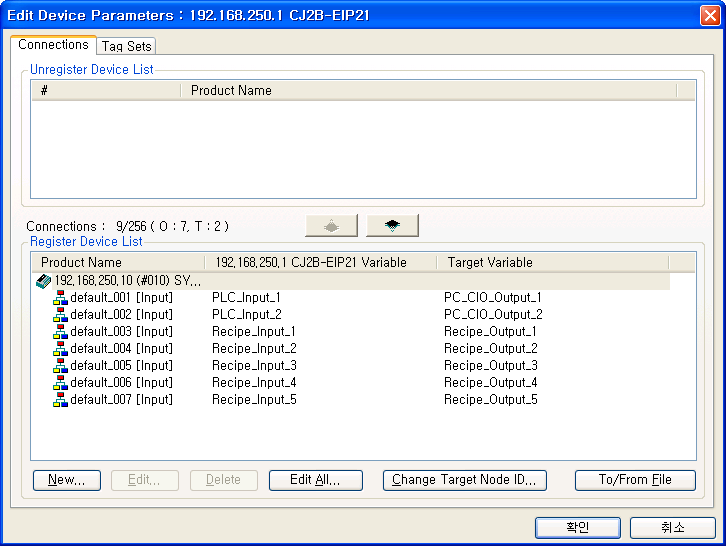 Edit Device Parameters : 192.168.250.1 CJ2B-EIP21
Connections Tag Sets
Unregister Device List
# Product Name
Connections : 9/256 ( O : 7, T : 2 )
Register Device List
Product Name 192.168.250.1 CJ2B-EIP21 Variable Target Variable
192.168.250.10 (#010) SY...
default_001 [Input] PLC_Input_1 PC_CIO_Output_1
default_002 [Input] PLC_Input_2 PC_CIO_Output_2
default_003 [Input] Recipe_Input_1 Recipe_Output_1
default_004 [Input] Recipe_Input_2 Recipe_Output_2
default_005 [Input] Recipe_Input_3 Recipe_Output_3
default_006 [Input] Recipe_Input_4 Recipe_Output_4
default_007 [Input] Recipe_Input_5 Recipe_Output_5
New... Edit... Delete Edit All... Change Target Node ID... To/From File
확인 취소